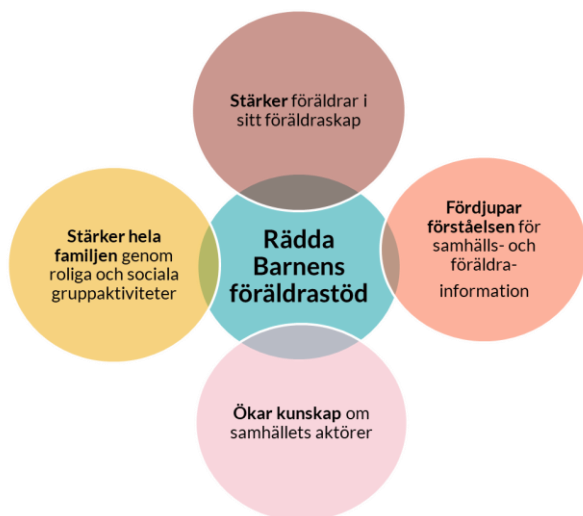 Stärker föräldrar i
sitt föräldraskap
Stärker hela
familjen genom
roliga och sociala
gruppaktiviteter
Rädda
Barnens
föräldrastöd
Fördjupar
förståelsen för
samhälls- och
föräldra-
information
Ökar kunskap om
samhällets aktörer